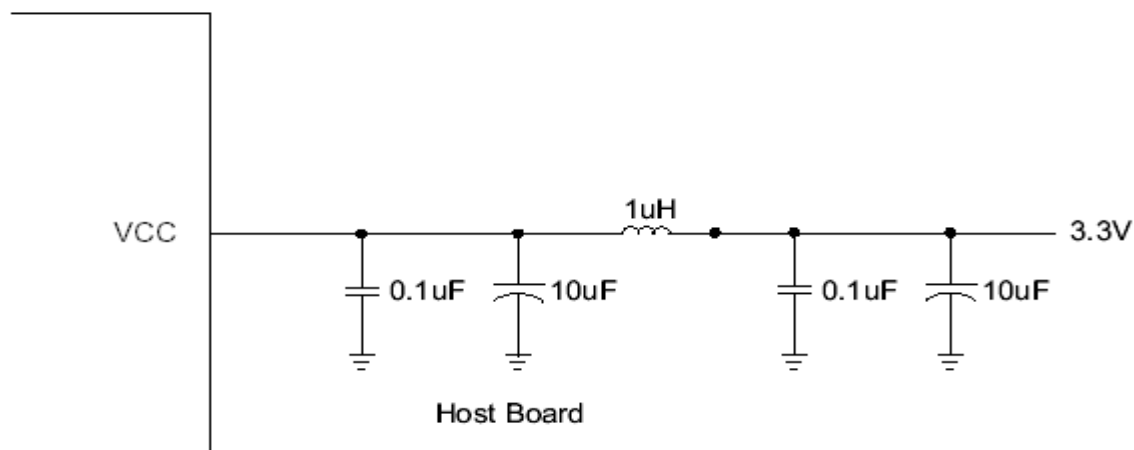 1uH
VCC
3.3V
0.1uF
10uF
0.1uF
10uF
Host Board